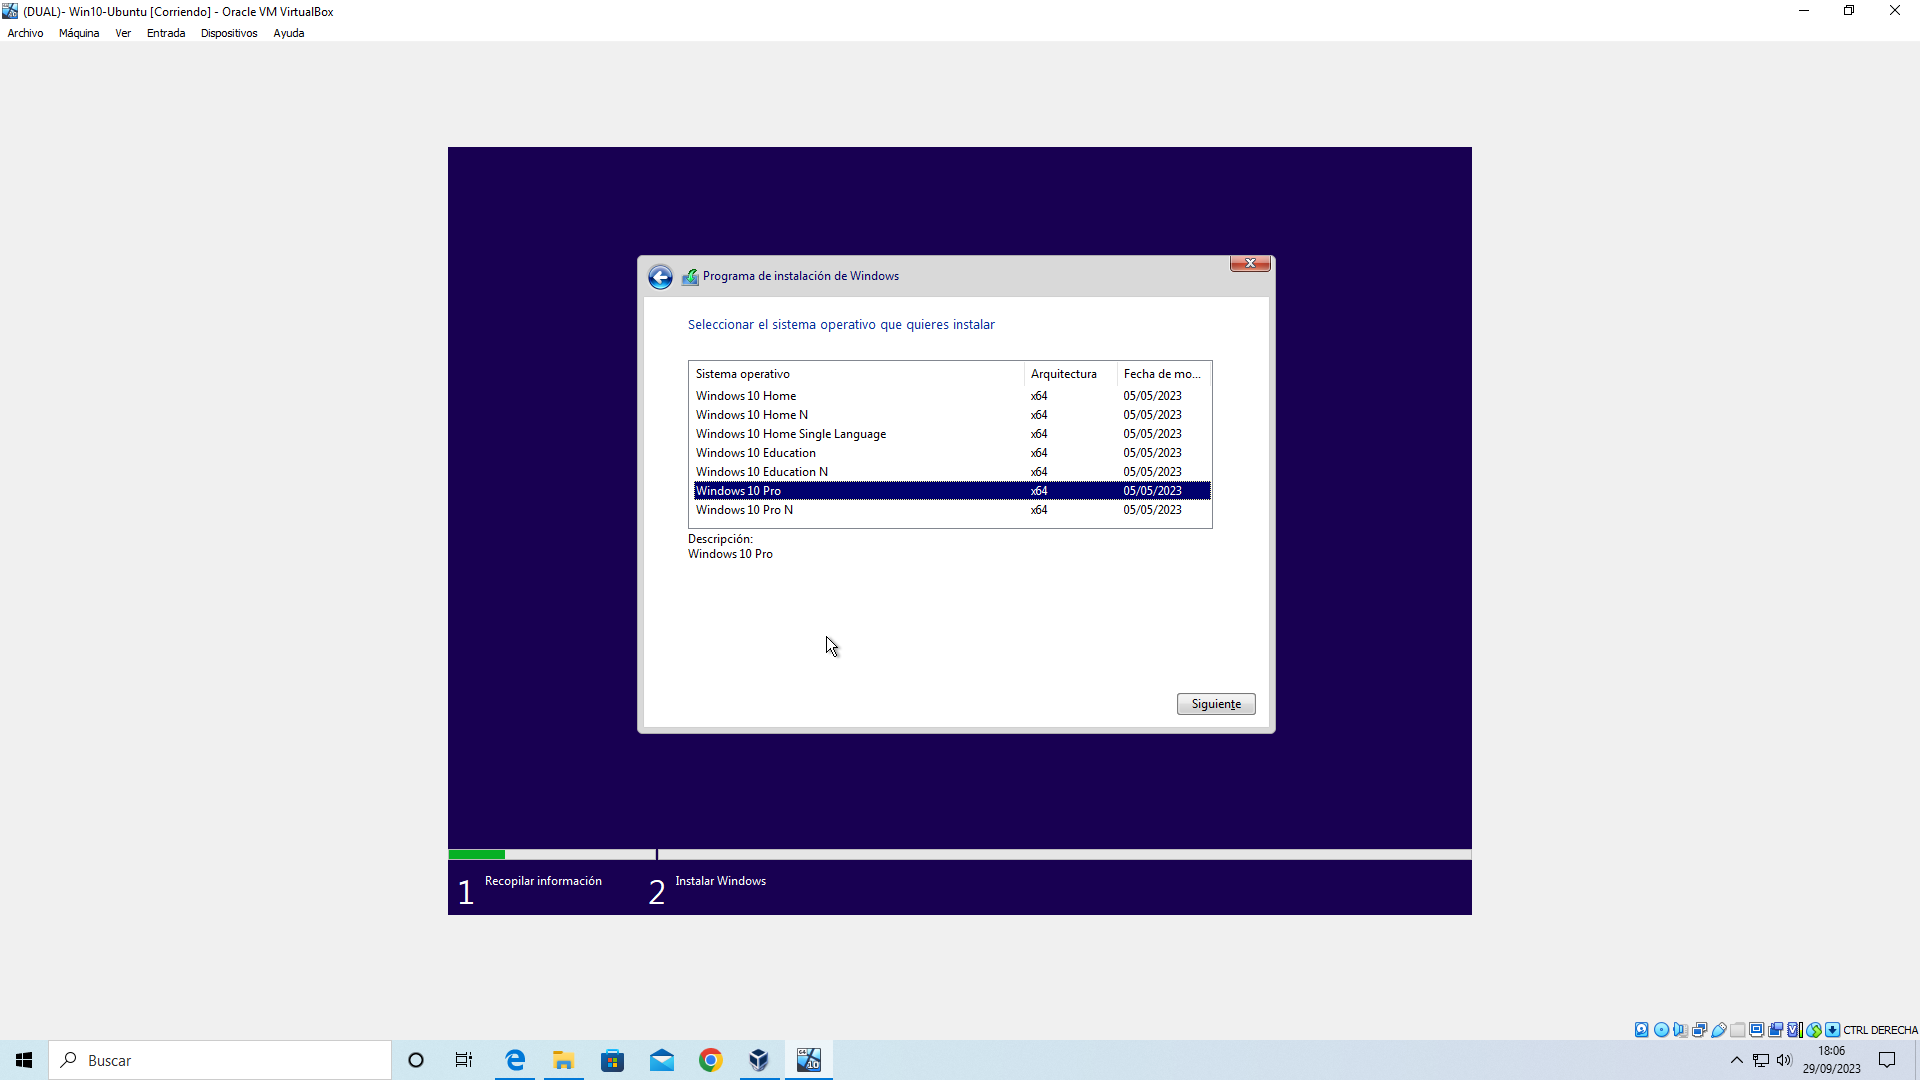 (DUAL)- Win10-Ubuntu [Corriendo] - Oracle VM VirtualBox
Archivo Máquina Ver Entrada Dispositivos Ayuda
Programa de instalación de Windows
Seleccionar el sistema operativo que quieres instalar
Sistema operativo Arquitectura Fecha de mo...
Windows 10 Home x64 05/05/2023
Windows 10 Home N x64 05/05/2023
Windows 10 Home Single Language x64 05/05/2023
Windows 10 Education x64 05/05/2023
Windows 10 Education N x64 05/05/2023
Windows 10 Pro x64 05/05/2023
Windows 10 Pro N x64 05/05/2023
Descripción:
Windows 10 Pro
Siguiente
1 Recopilar información 2 Instalar Windows
CTRL DERECHA
Buscar
18:06
29/09/2023